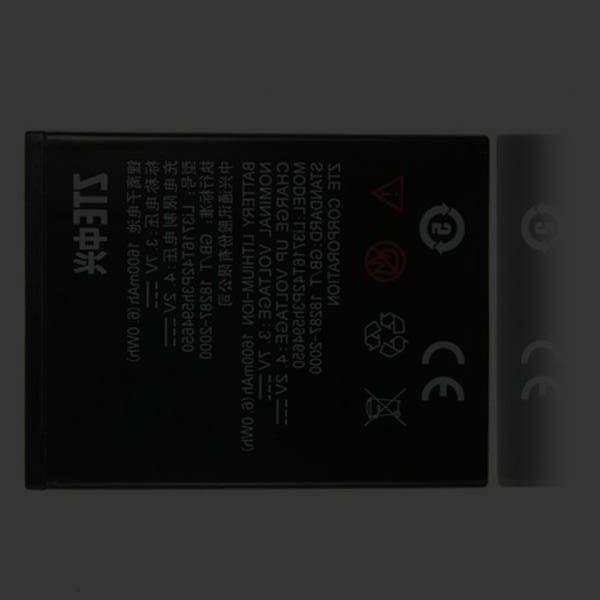 ZTE中兴
锂离子电池 1600mAh(6.0Wh)
标称电压: 3.7V
充电限制电压: 4.2V
型号: Li3716T42P3h594650
执行标准: GB/T 18287-2000
中兴通讯股份有限公司
BATTERY LITHIUM-ION 1600mAh(6.0Wh)
NOMINAL VOLTAGE: 3.7V
CHARGE PU VOLTAGE: 4.2V
MODEL: Li3716T42P3h594650
STANDARD: GB/T 18287-2000
ZTE CORPORATION
5
CE